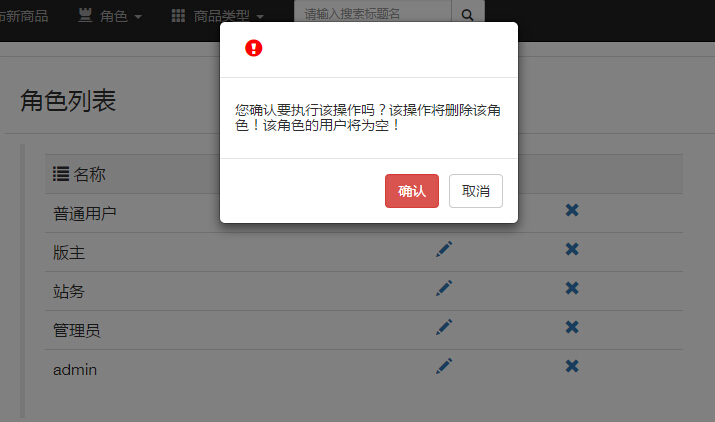 布新商品 角色 商品类型 请输入搜索标题名
您确认要执行该操作吗？该操作将删除该角
色！该角色的用户将为空！
确认 取消
角色列表
名称
普通用户
版主
站务
管理员
admin